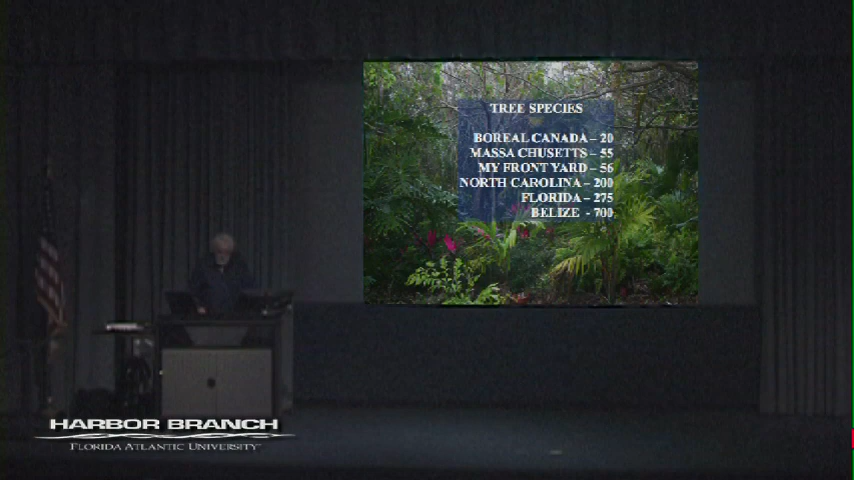 TREE SPECIES
BOREAL CANADA – 20
MASSA CHUSETTS – 55
MY FRONT YARD – 56
NORTH CAROLINA – 200
FLORIDA – 275
BELIZE - 700
HARBOR BRANCH
FLORIDA ATLANTIC UNIVERSITY